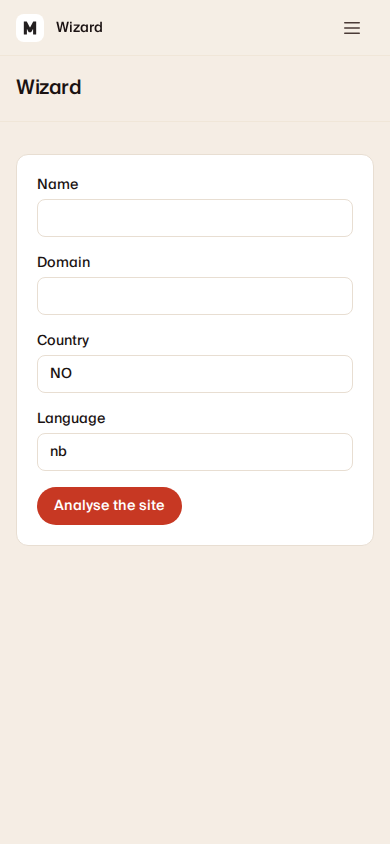 M
Wizard
Wizard
Name
Domain
Country
NO
Language
nb
Analyse the site